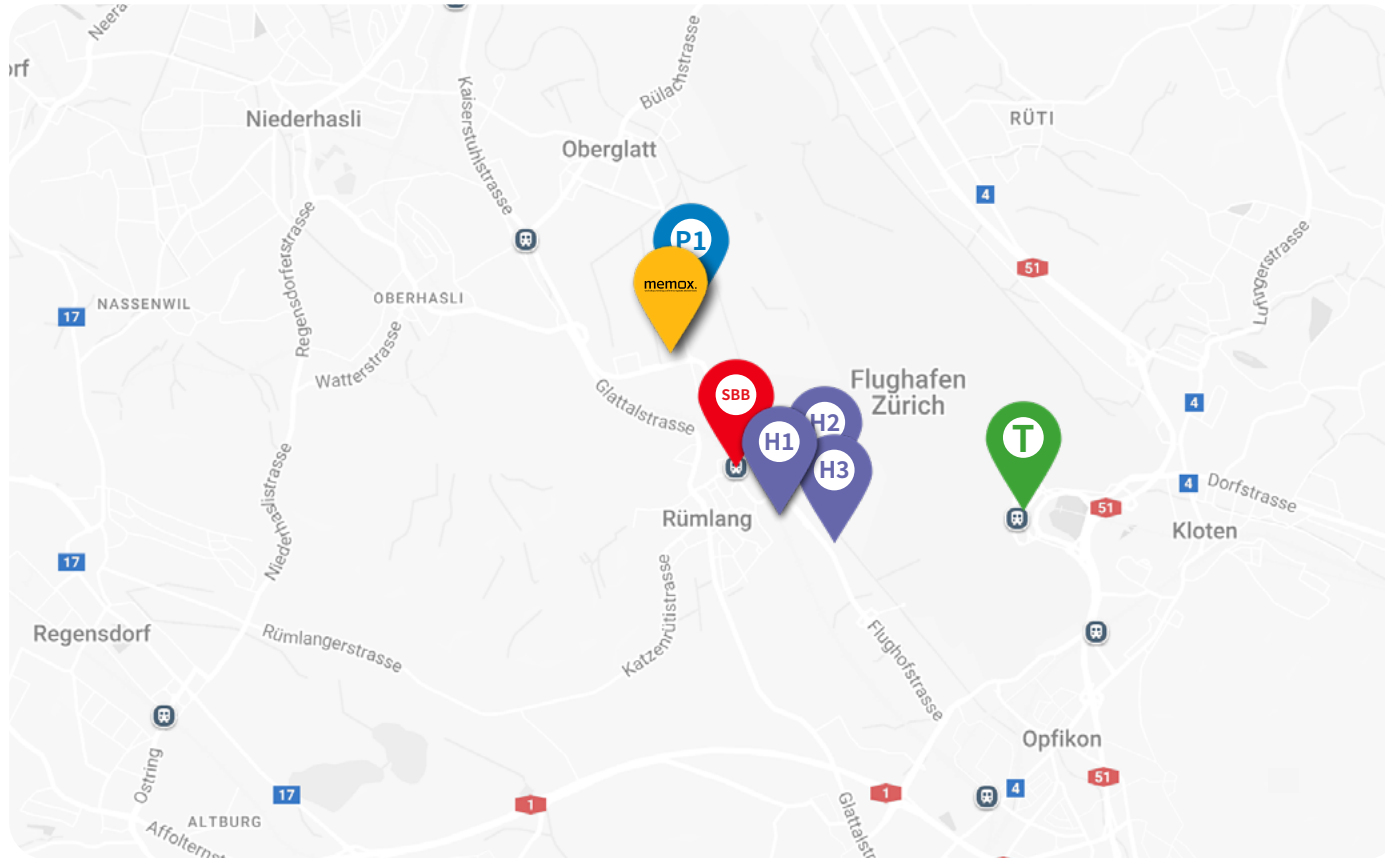 Neera
orf
Niederhasli
Kaiserstuhlstrasse
Bülachstrasse
Oberglatt
RÜTI
4
P1
memox.
51
Regensdorferstrasse
NASSENWIL
OBERHASLI
17
Watterstrasse
Glattalstrasse
SBB
Flughafen
Zürich
H2
H1
H3
T
4
4
Dorfstrasse
51
Kloten
Rümlang
Niederhaslistrasse
17
Katzenrütistrasse
Regensdorf
Rümlangerstrasse
Flughofstrasse
Opfikon
Ostring
17
ALTBURG
1
1
4
51
Affolternst
Glattalstr